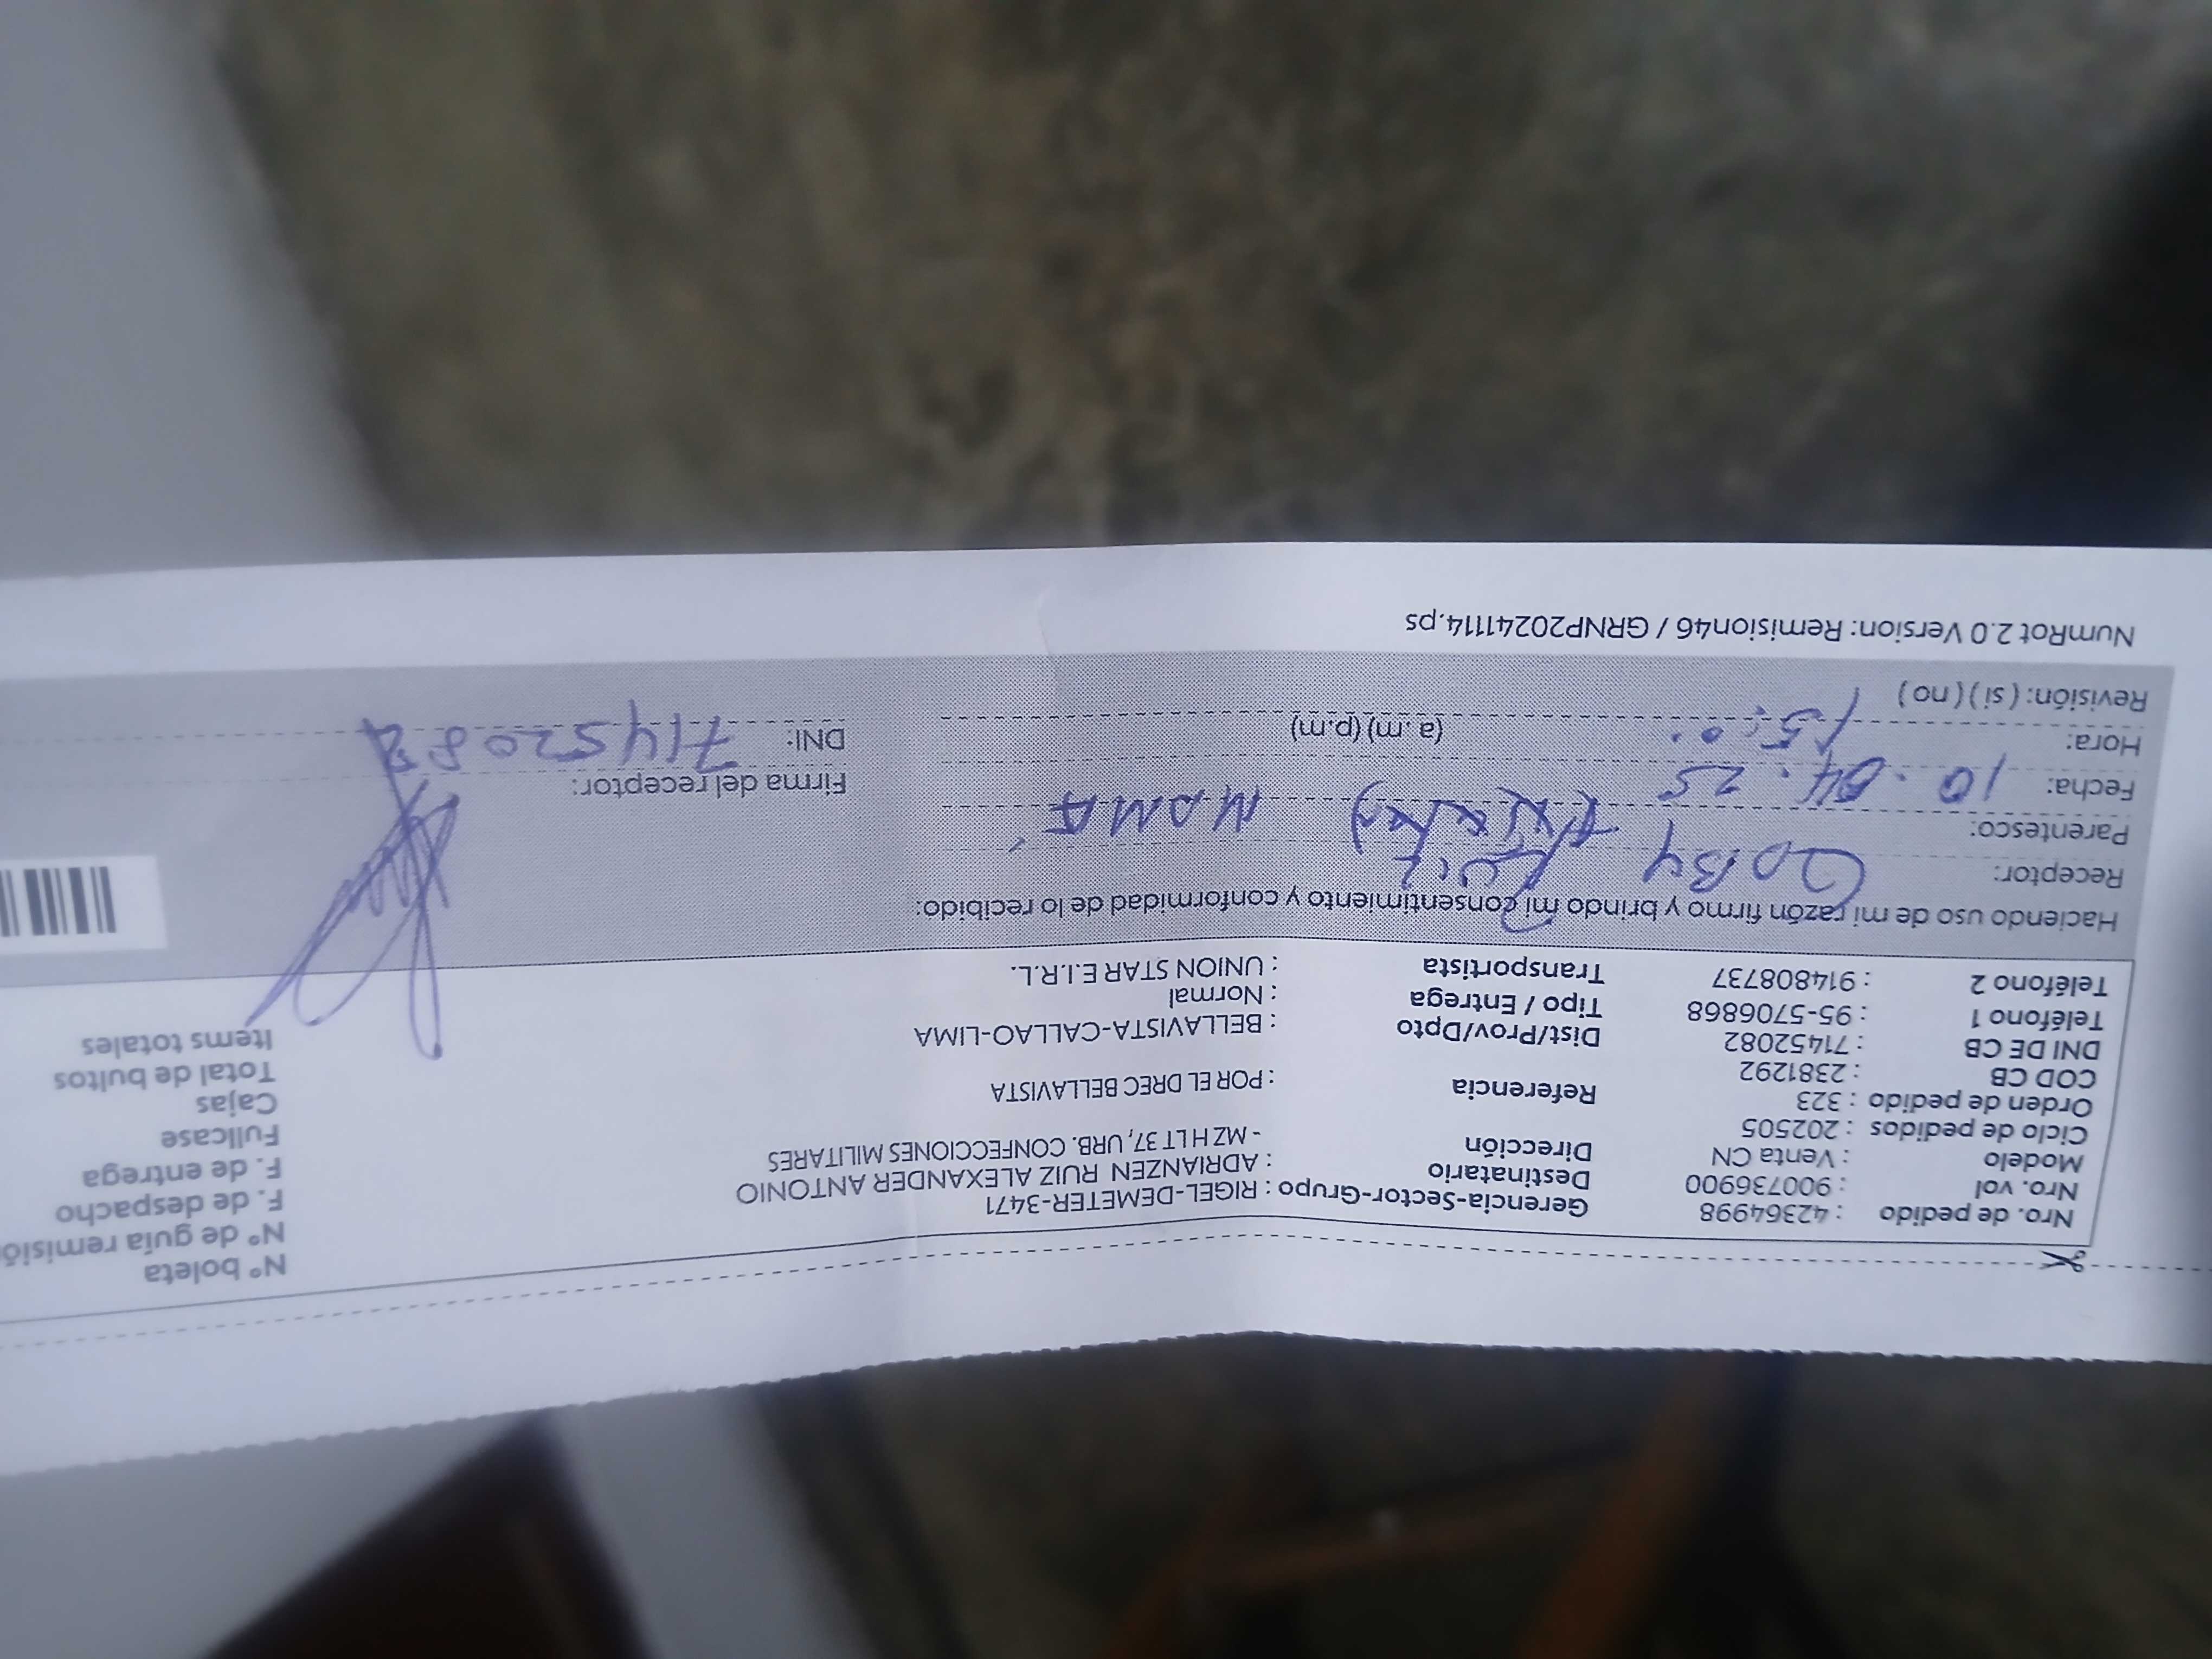 Nro. de pedido : 42364998 Gerencia-Sector-Grupo : RIGEL-DEMETER-3471 N° boleta
Nro. vol : 900736900 Destinatario : ADRIANZEN RUIZ ALEXANDER ANTONIO N° de guía remisió
Modelo : Venta CN Dirección - MZ H LT 37, URB. CONFECCIONES MILITARES F. de despacho
Ciclo de pedidos : 202505 F. de entrega
Orden de pedido : 323 Referencia : POR EL DREC BELLAVISTA Fullcase
COD CB : 2381292 Cajas
DNI DE CB : 71452082 Dist/Prov/Dpto : BELLAVISTA-CALLAO-LIMA Total de bultos
Teléfono 1 : 95-5706868 Tipo / Entrega : Normal Items totales
Teléfono 2 : 914808737 Transportista : UNION STAR E.I.R.L.
Haciendo uso de mi razón firmo y brindo mi consentimiento y conformidad de lo recibido:
Receptor: GABY
Parentesco: MAMA
Fecha: 10.04.25 Firma del receptor:
Hora: (a.m) (p.m) DNI: 71452082
Revisión: ( si ) ( no )
NumRot 2.0 Version: Remision46 / GRNP20241114.ps